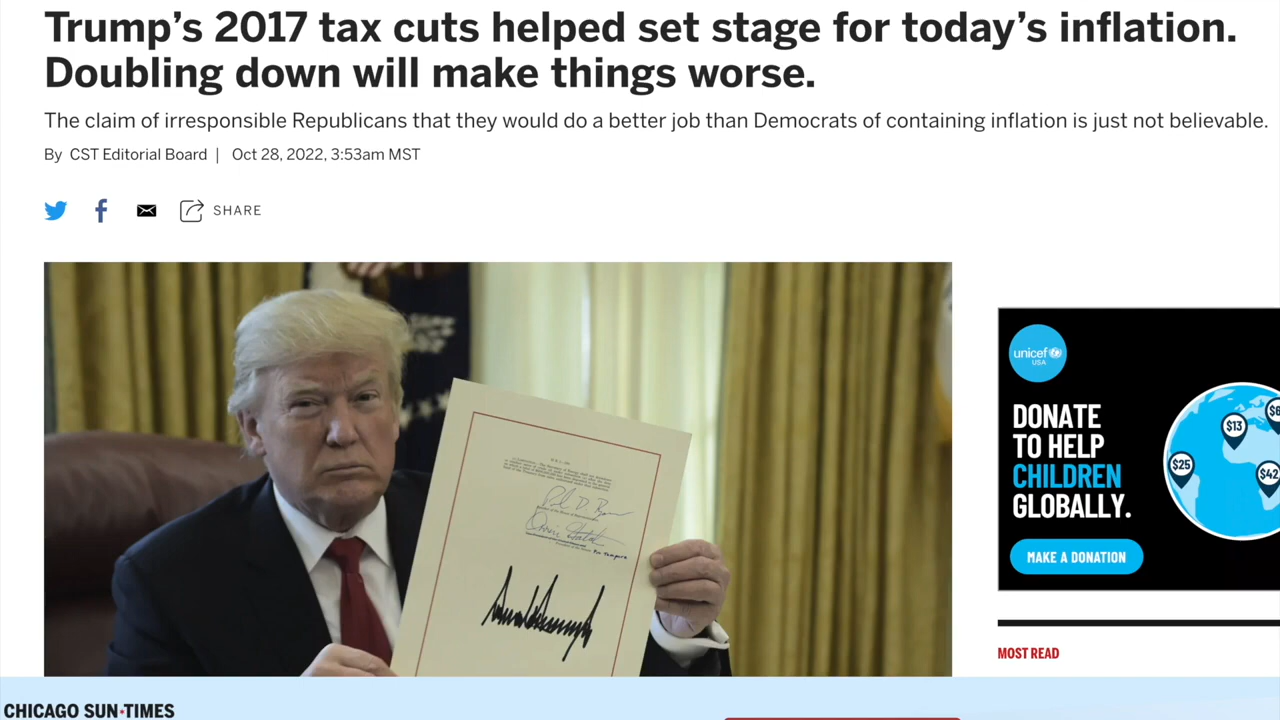 Trump's 2017 tax cuts helped set stage for today's inflation.
Doubling down will make things worse.
The claim of irresponsible Republicans that they would do a better job than Democrats of containing inflation is just not believable.
By CST Editorial Board | Oct 28, 2022, 3:53am MST
SHARE
unicef
USA
DONATE
TO HELP
CHILDREN
GLOBALLY.
$13
$25
$42
MAKE A DONATION
MOST READ
CHICAGO SUN★TIMES